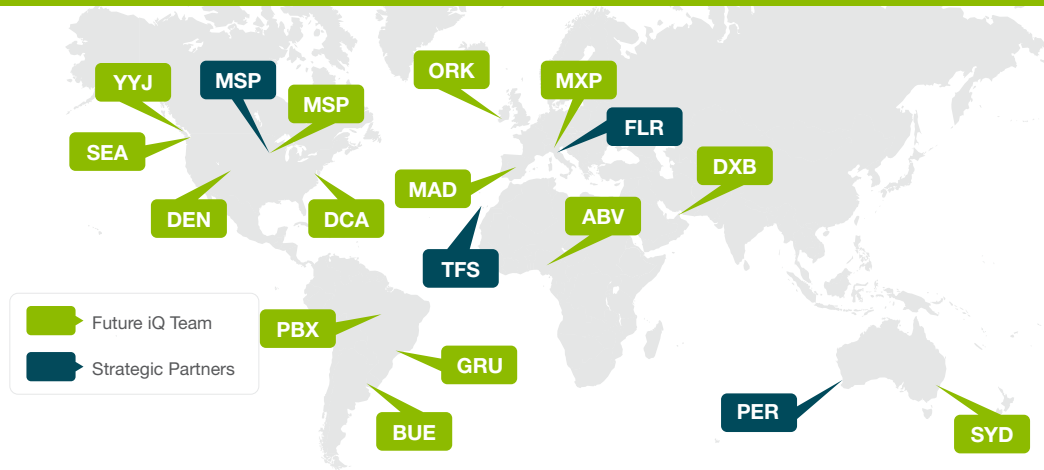 YYJ
MSP
MSP
ORK
MXP
FLR
SEA
DXB
MAD
ABV
DEN
DCA
TFS
PBX
GRU
BUE
PER
SYD
Future iQ Team
Strategic Partners